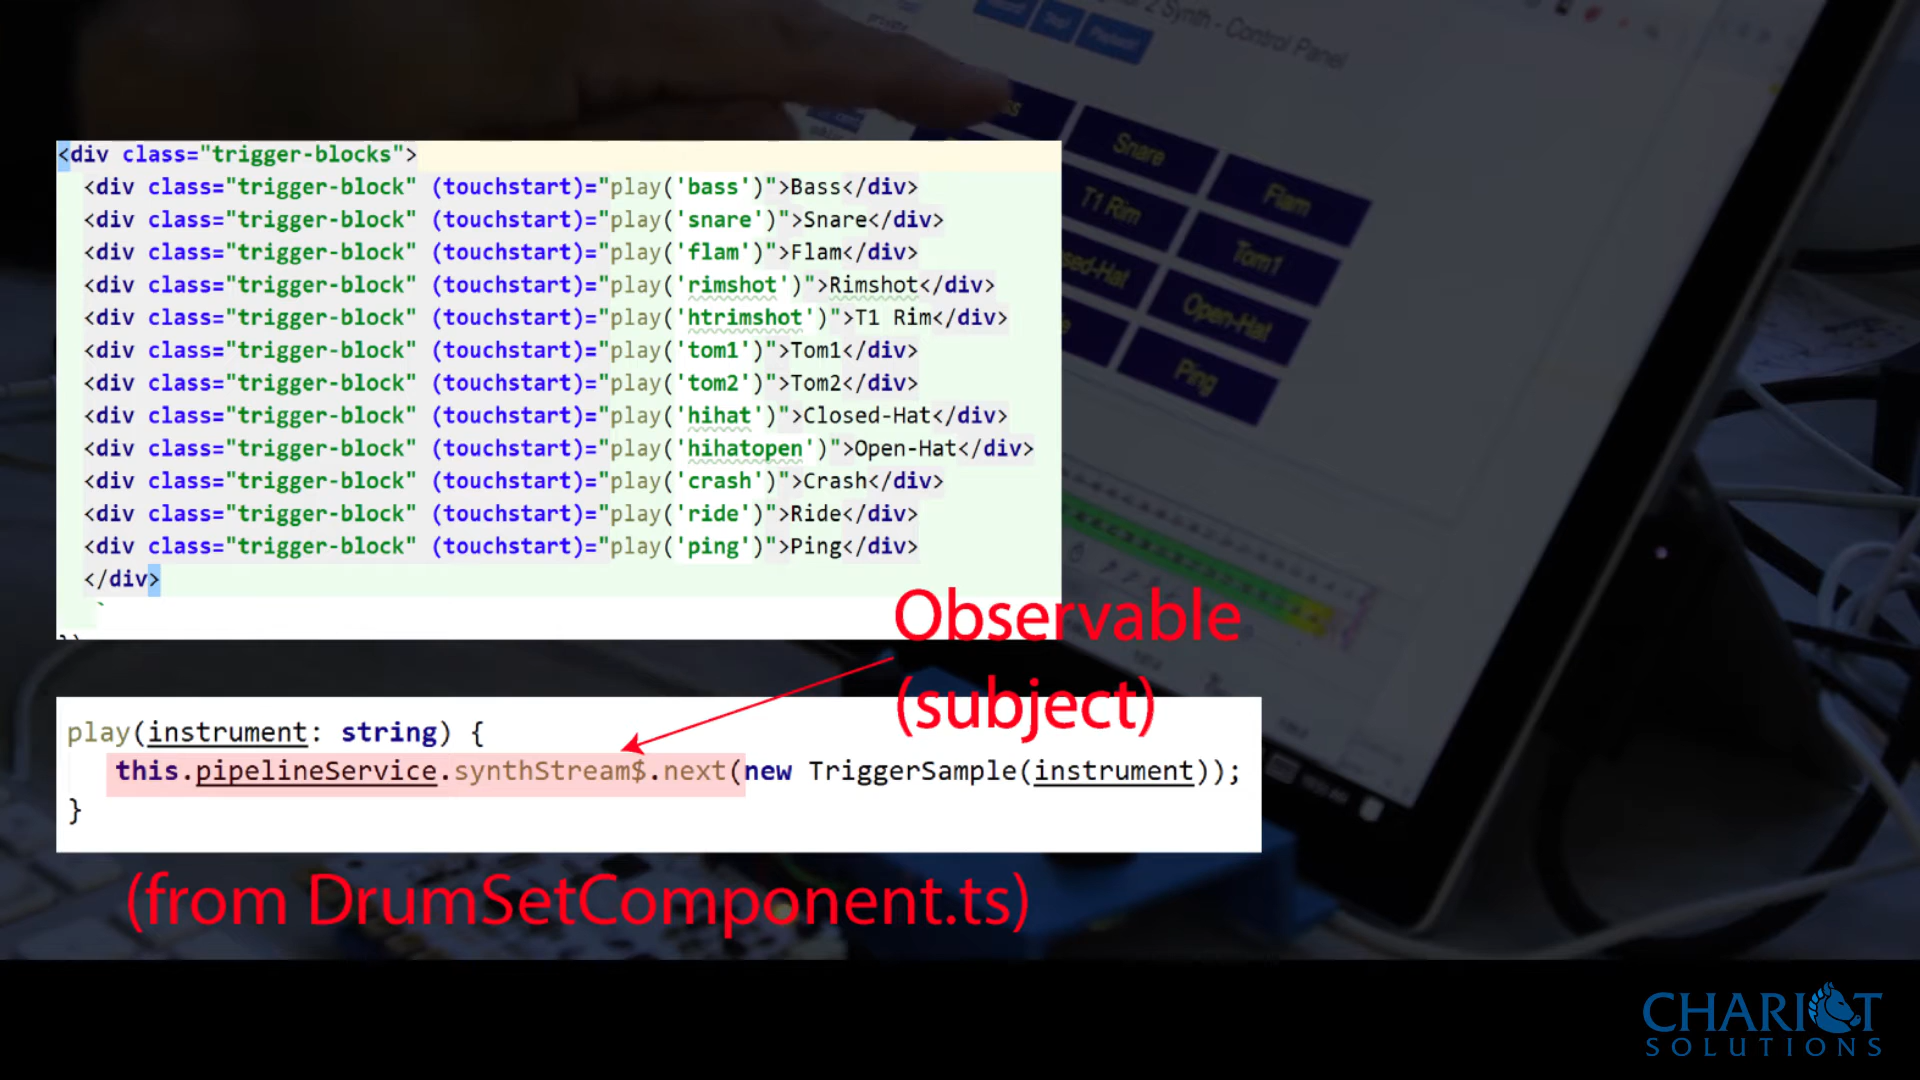 2 Synth - Control Panel
Snare
Flam
T1 Rim
Tom1
Open-Hat
Ping
<div class="trigger-blocks">
<div class="trigger-block" (touchstart)="play('bass')">Bass</div>
<div class="trigger-block" (touchstart)="play('snare')">Snare</div>
<div class="trigger-block" (touchstart)="play('flam')">Flam</div>
<div class="trigger-block" (touchstart)="play('rimshot')">Rimshot</div>
<div class="trigger-block" (touchstart)="play('htrimshot')">T1 Rim</div>
<div class="trigger-block" (touchstart)="play('tom1')">Tom1</div>
<div class="trigger-block" (touchstart)="play('tom2')">Tom2</div>
<div class="trigger-block" (touchstart)="play('hihat')">Closed-Hat</div>
<div class="trigger-block" (touchstart)="play('hihatopen')">Open-Hat</div>
<div class="trigger-block" (touchstart)="play('crash')">Crash</div>
<div class="trigger-block" (touchstart)="play('ride')">Ride</div>
<div class="trigger-block" (touchstart)="play('ping')">Ping</div>
</div>
`
Observable
(subject)
play(instrument: string) {
this.pipelineService.synthStream$.next(new TriggerSample(instrument));
}
(from DrumSetComponent.ts)
CHARIOT
SOLUTIONS